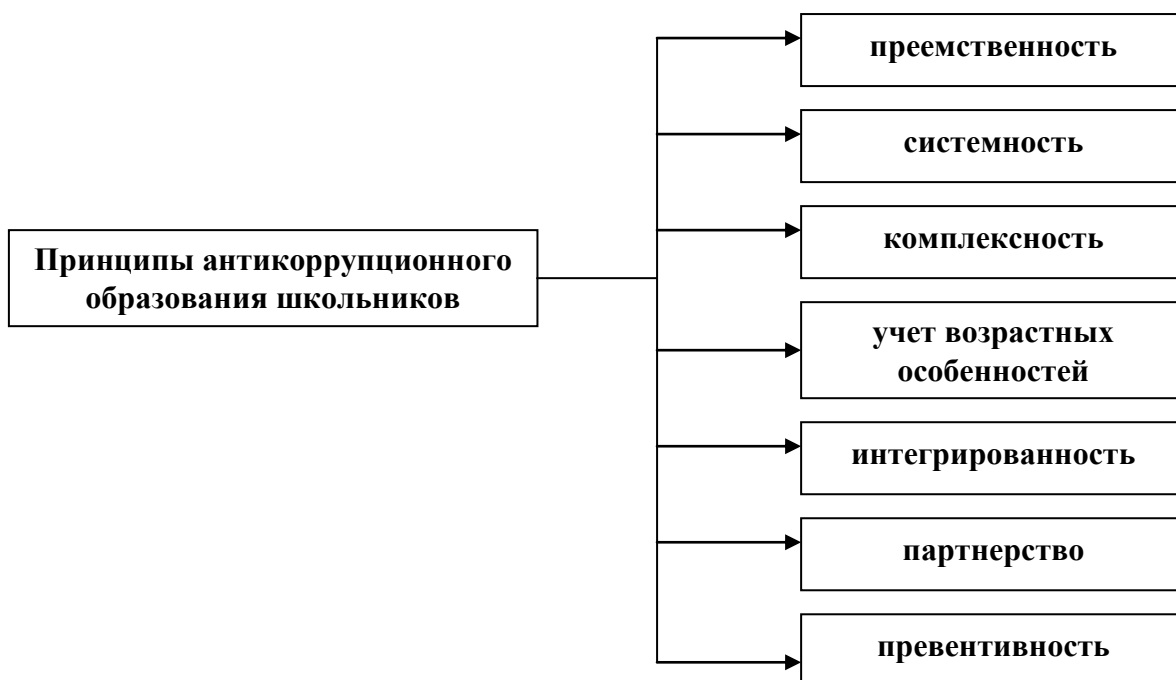 Принципы антикоррупционного
образования школьников
преемственность
системность
комплексность
учет возрастных
особенностей
интегрированность
партнерство
превентивность